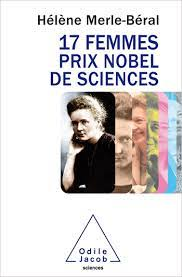 Hélène Merle-Béral
17 FEMMES
PRIX NOBEL
DE SCIENCES
Odile
Jacob
sciences